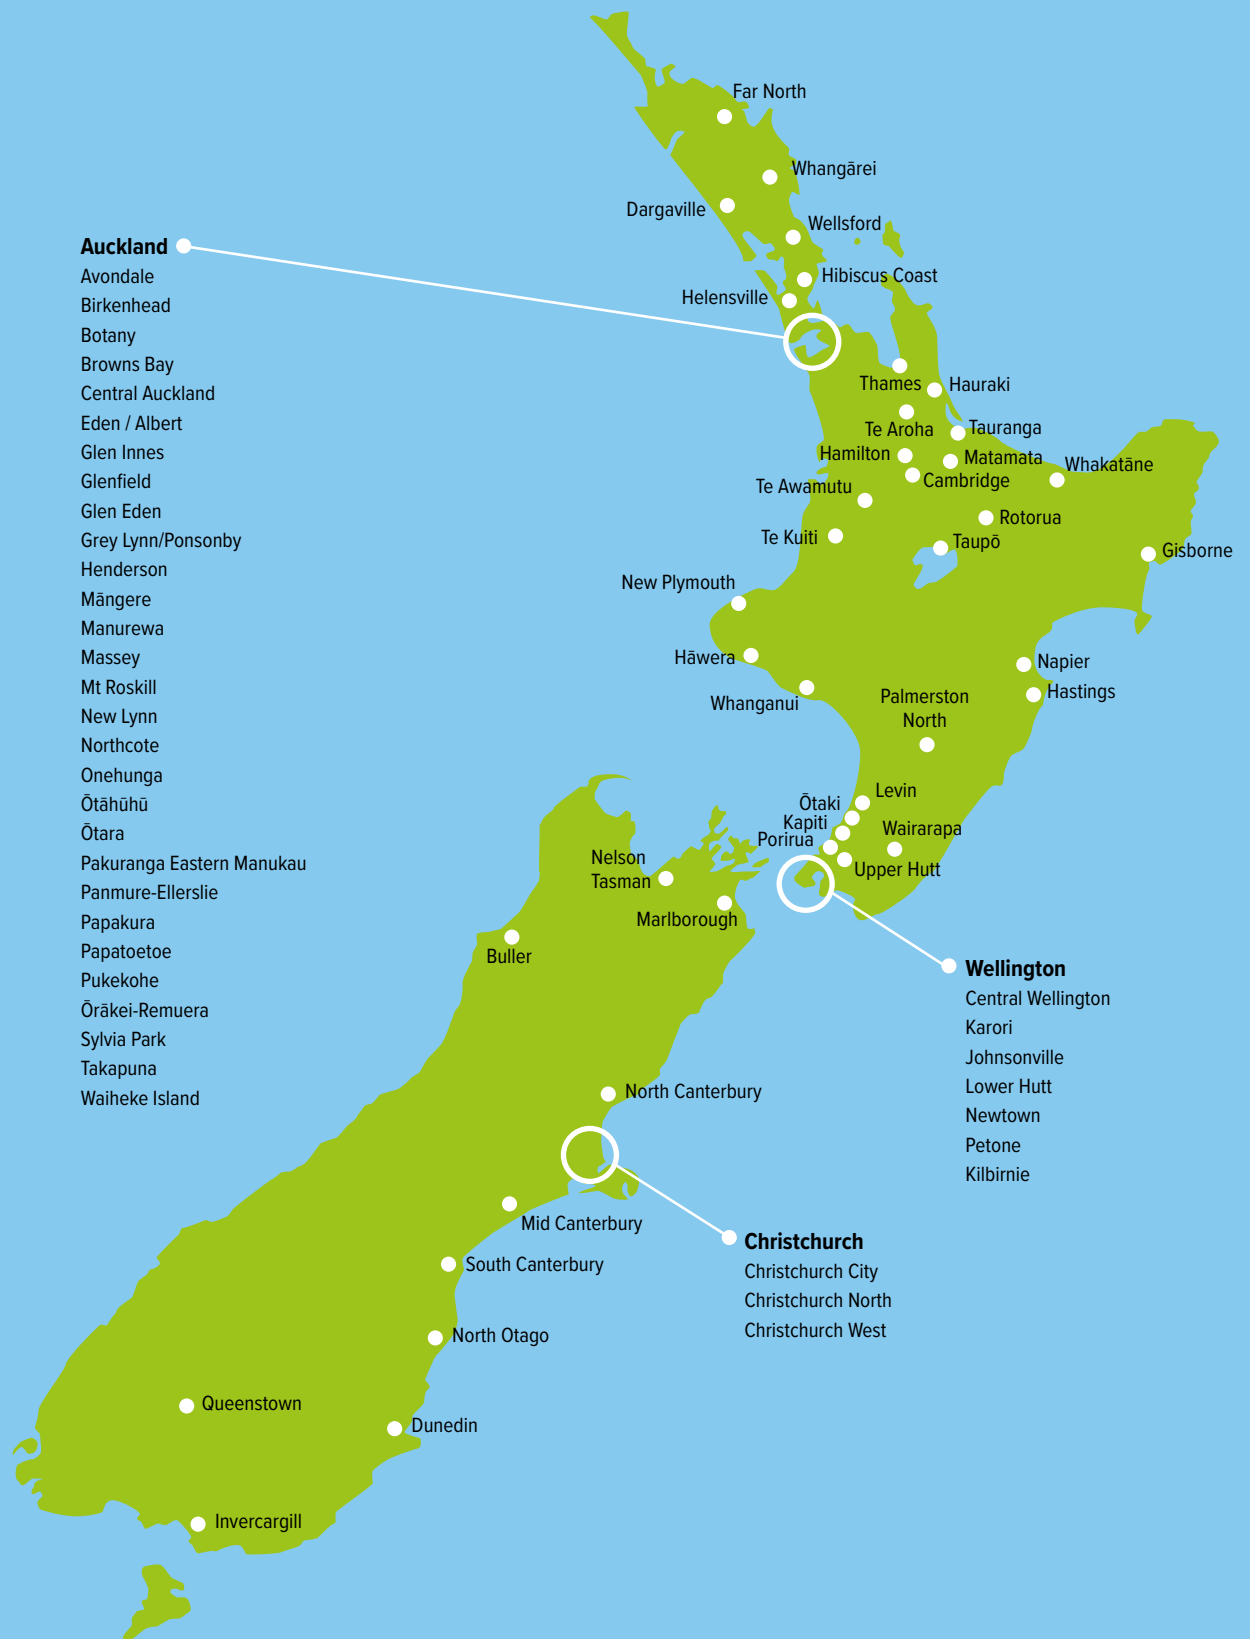 Far North
Whangārei
Dargaville
Wellsford
Hibiscus Coast
Helensville
Auckland
Avondale
Birkenhead
Botany
Browns Bay
Central Auckland
Eden / Albert
Glen Innes
Glenfield
Glen Eden
Grey Lynn/Ponsonby
Henderson
Māngere
Manurewa
Massey
Mt Roskill
New Lynn
Northcote
Onehunga
Ōtāhūhū
Ōtara
Pakuranga Eastern Manukau
Panmure-Ellerslie
Papakura
Papatoetoe
Pukekohe
Ōrākei-Remuera
Sylvia Park
Takapuna
Waiheke Island
Thames
Hauraki
Te Aroha
Tauranga
Hamilton
Matamata
Whakatāne
Cambridge
Te Awamutu
Rotorua
Te Kuiti
Taupō
Gisborne
New Plymouth
Hāwera
Napier
Whanganui
Hastings
Palmerston
North
Levin
Ōtaki
Kapiti
Wairarapa
Porirua
Upper Hutt
Nelson
Tasman
Marlborough
Buller
Wellington
Central Wellington
Karori
Johnsonville
Lower Hutt
Newtown
Petone
Kilbirnie
North Canterbury
Mid Canterbury
Christchurch
Christchurch City
Christchurch North
Christchurch West
South Canterbury
North Otago
Queenstown
Dunedin
Invercargill